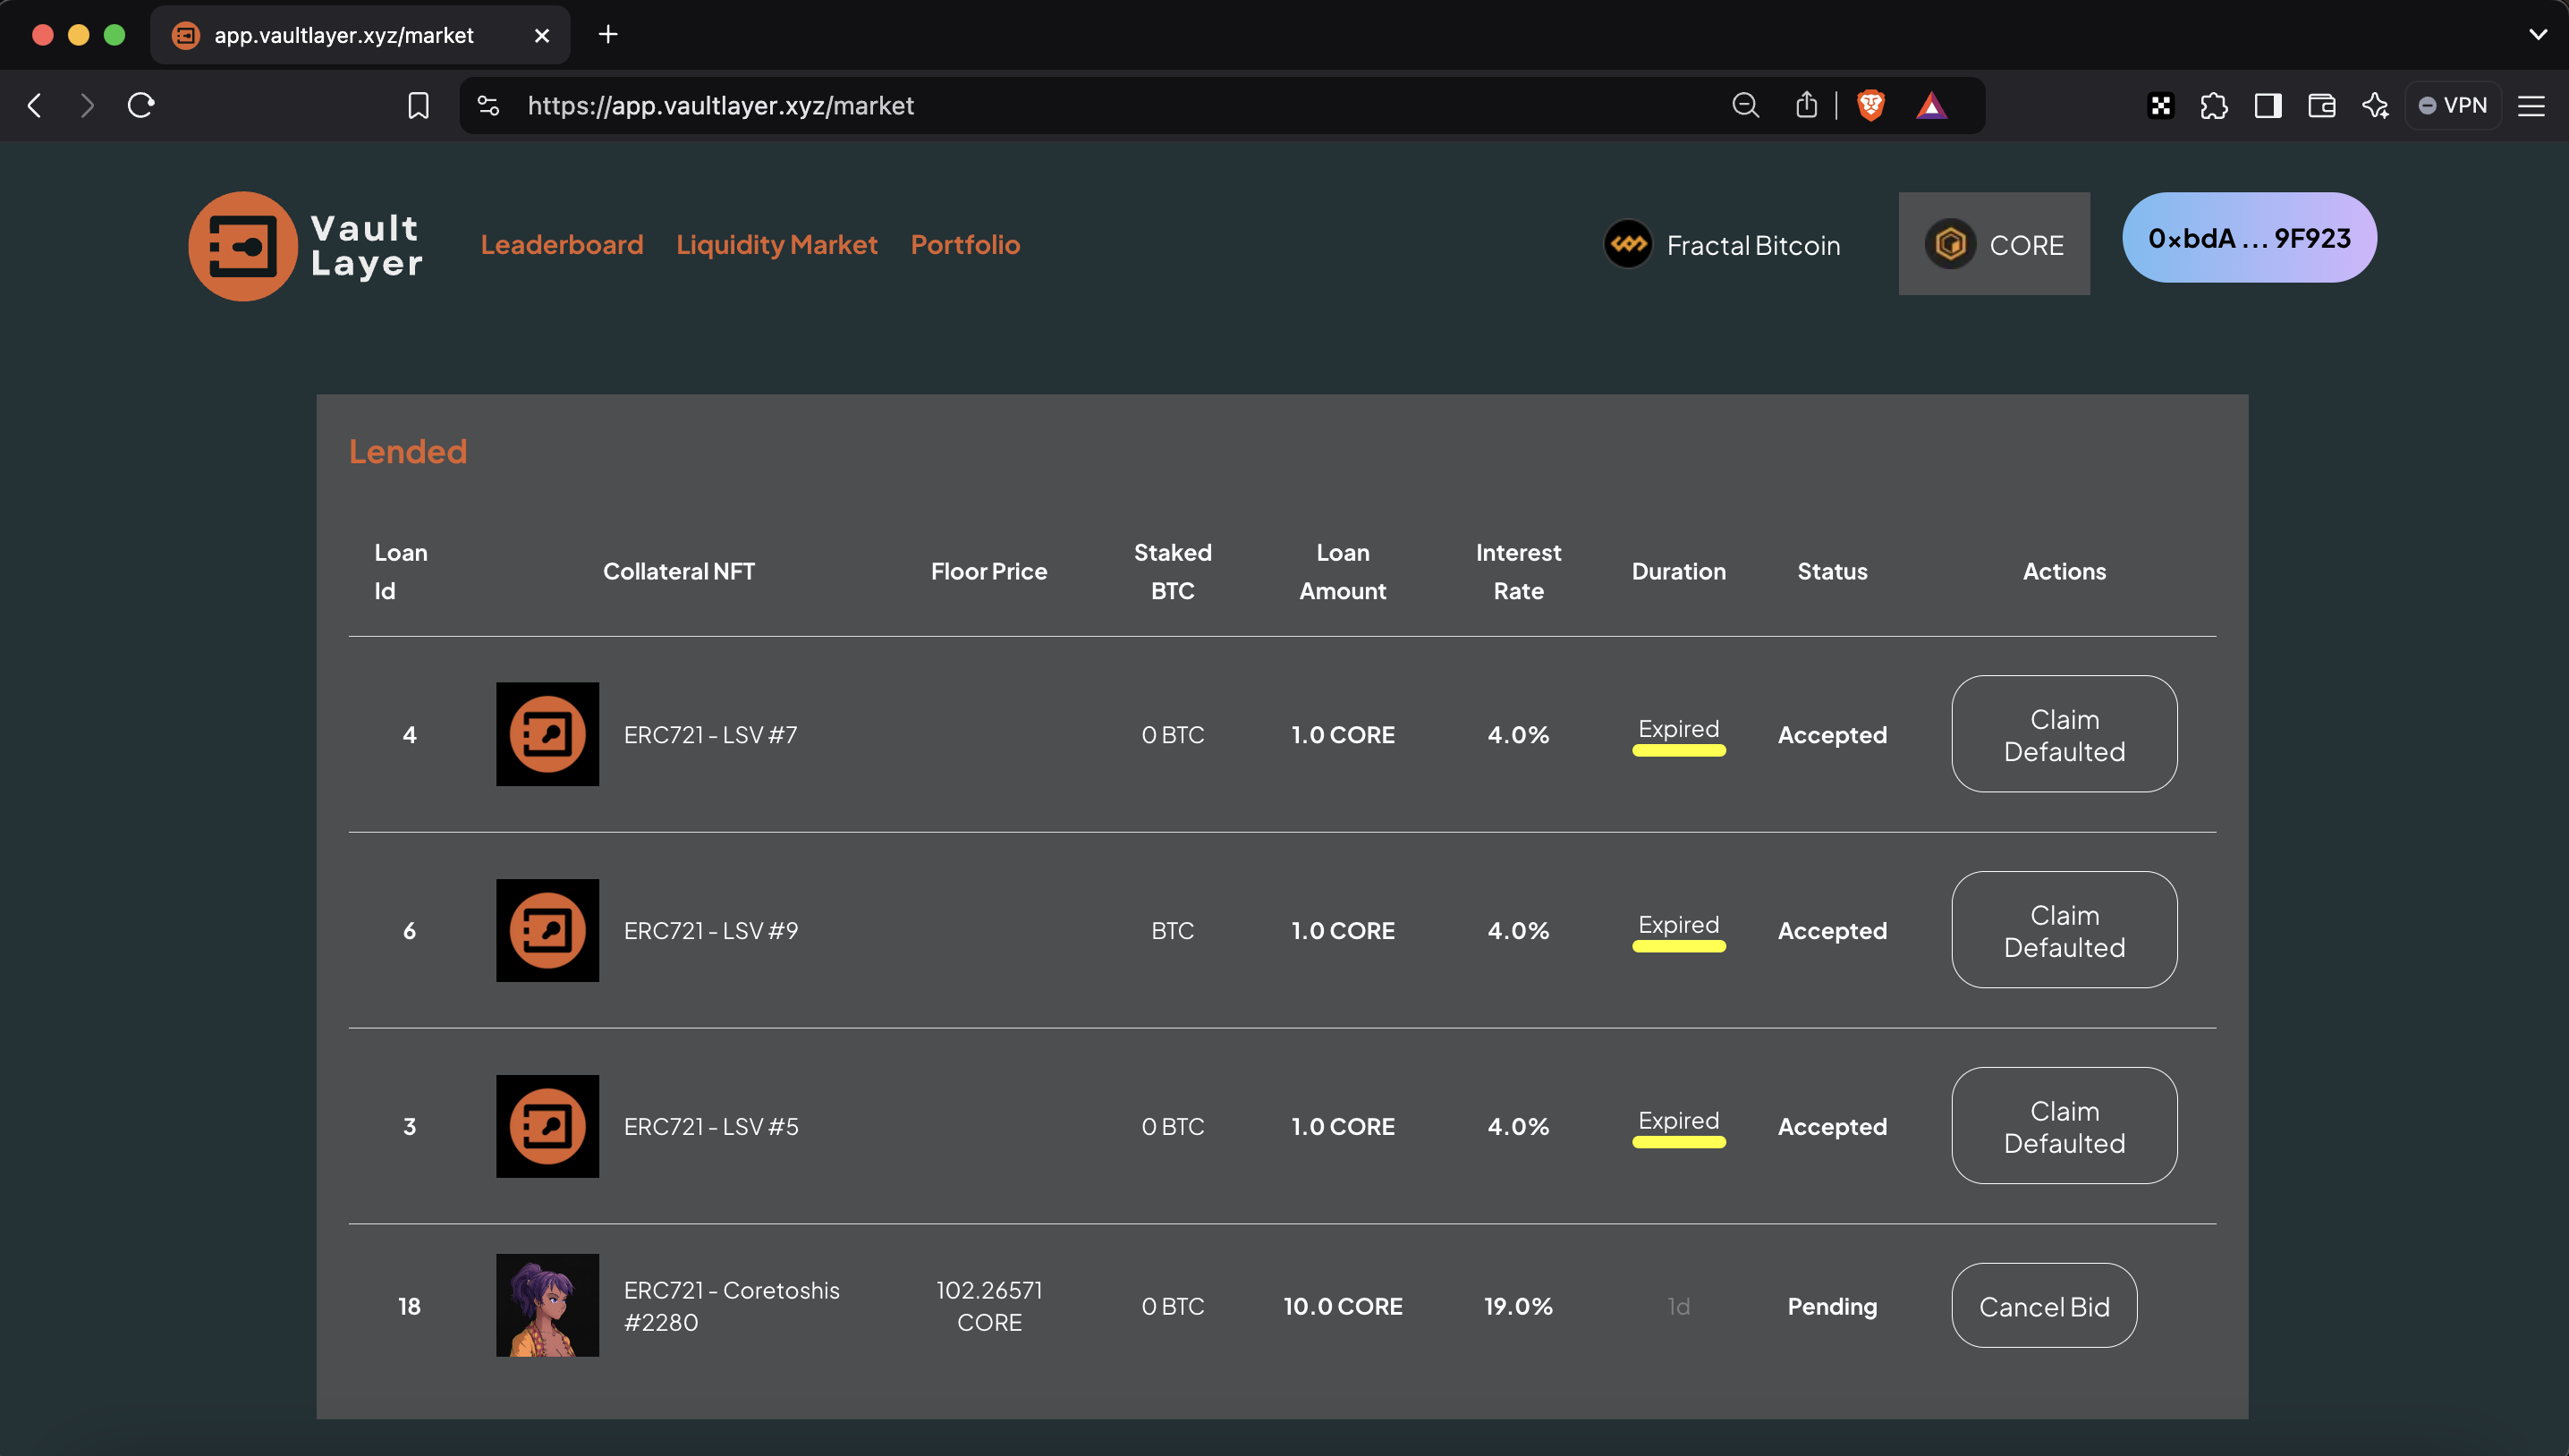 app.vaultlayer.xyz/market
https://app.vaultlayer.xyz/market
VPN
Vault
Layer
Leaderboard
Liquidity Market
Portfolio
Fractal Bitcoin
CORE
0xbdA ... 9F923
Lended
Loan
Id
Collateral NFT
Floor Price
Staked
BTC
Loan
Amount
Interest
Rate
Duration
Status
Actions
4
ERC721 - LSV #7
0 BTC
1.0 CORE
4.0%
Expired
Accepted
Claim
Defaulted
6
ERC721 - LSV #9
BTC
1.0 CORE
4.0%
Expired
Accepted
Claim
Defaulted
3
ERC721 - LSV #5
0 BTC
1.0 CORE
4.0%
Expired
Accepted
Claim
Defaulted
18
ERC721 - Coretoshis
#2280
102.26571
CORE
0 BTC
10.0 CORE
19.0%
1d
Pending
Cancel Bid